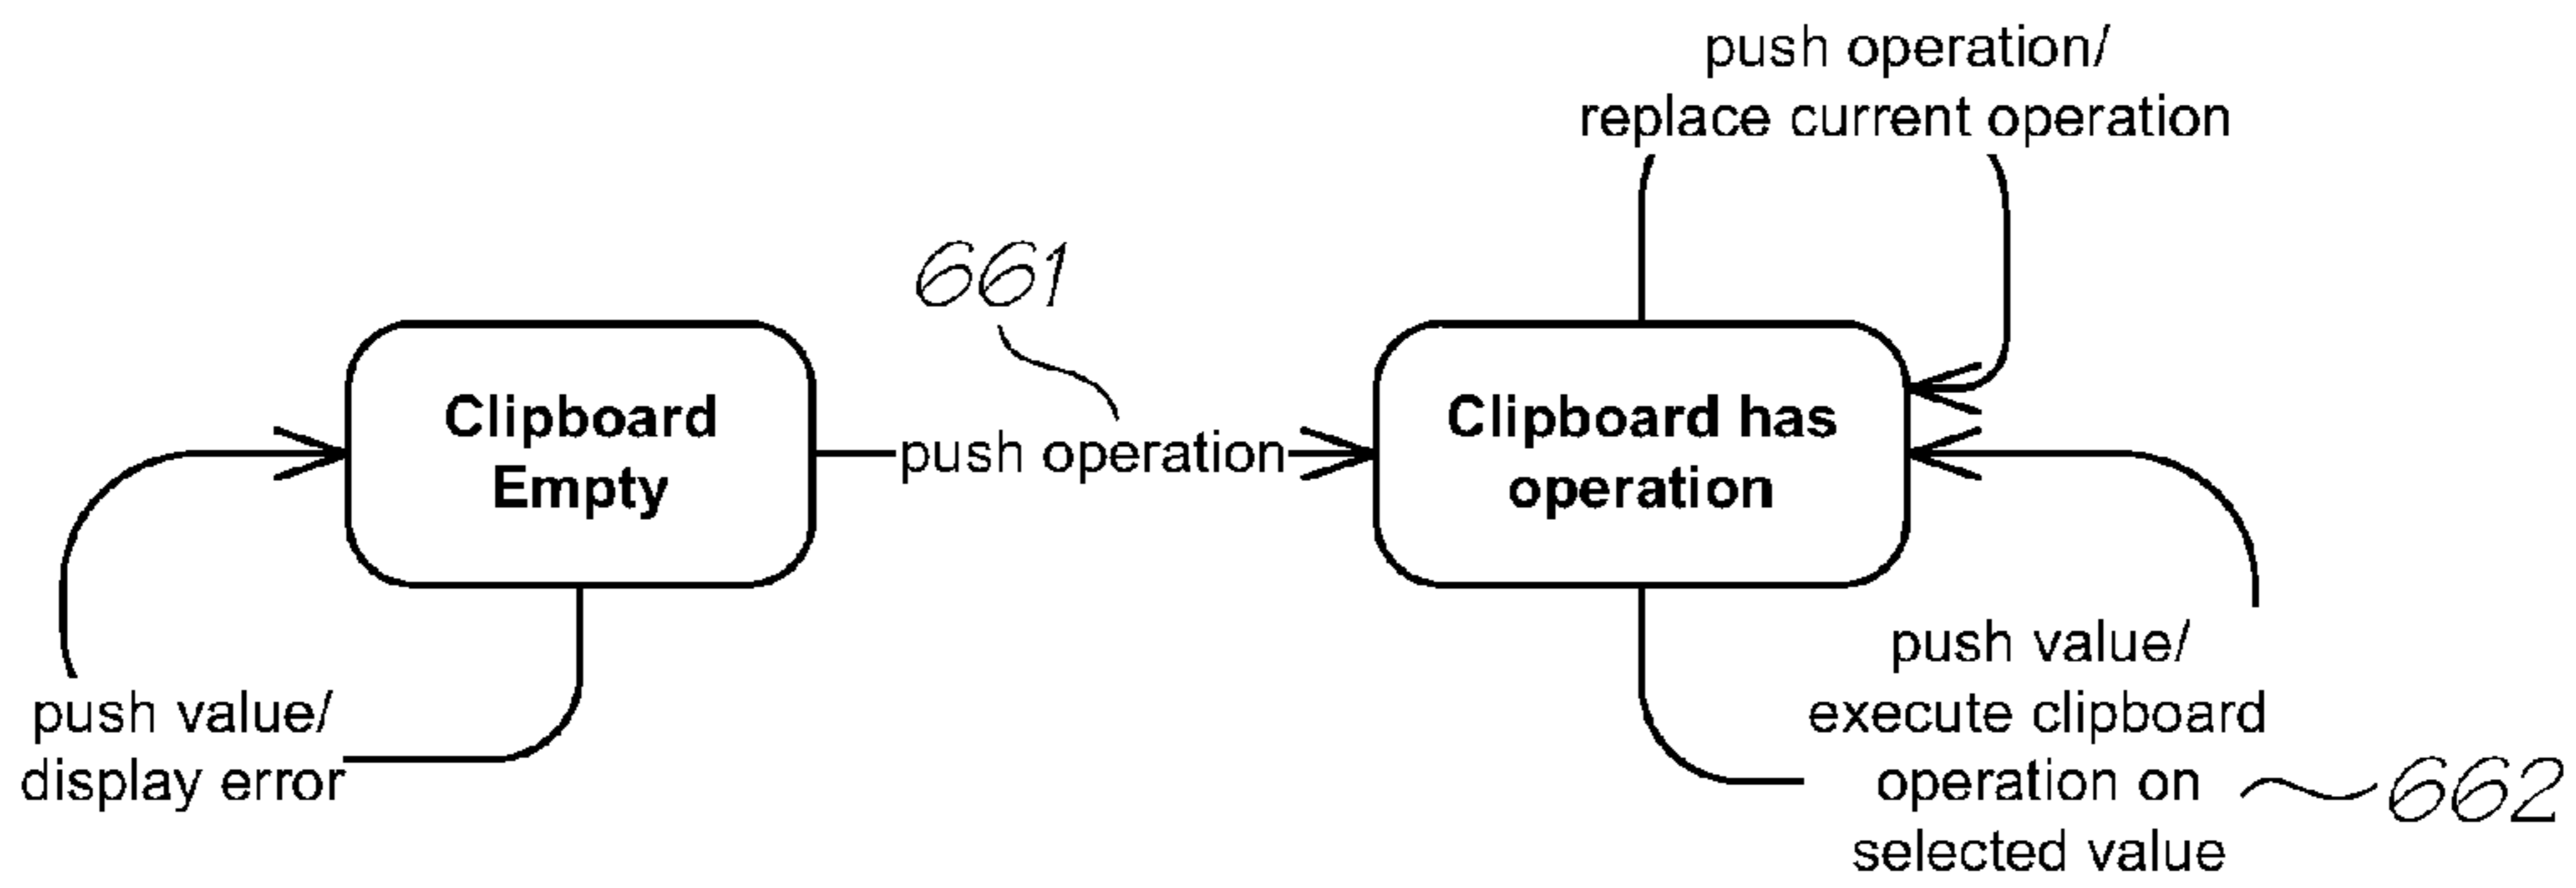 push operation/
replace current operation
661
Clipboard
Empty
push operation
Clipboard has
operation
push value/
display error
push value/
execute clipboard
operation on
selected value
662